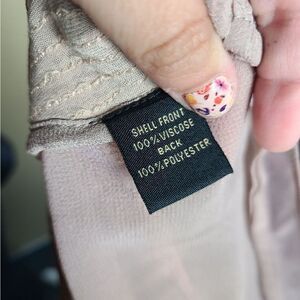 SHELL FRONT
100% VISCOSE
BACK
100% POLYESTER